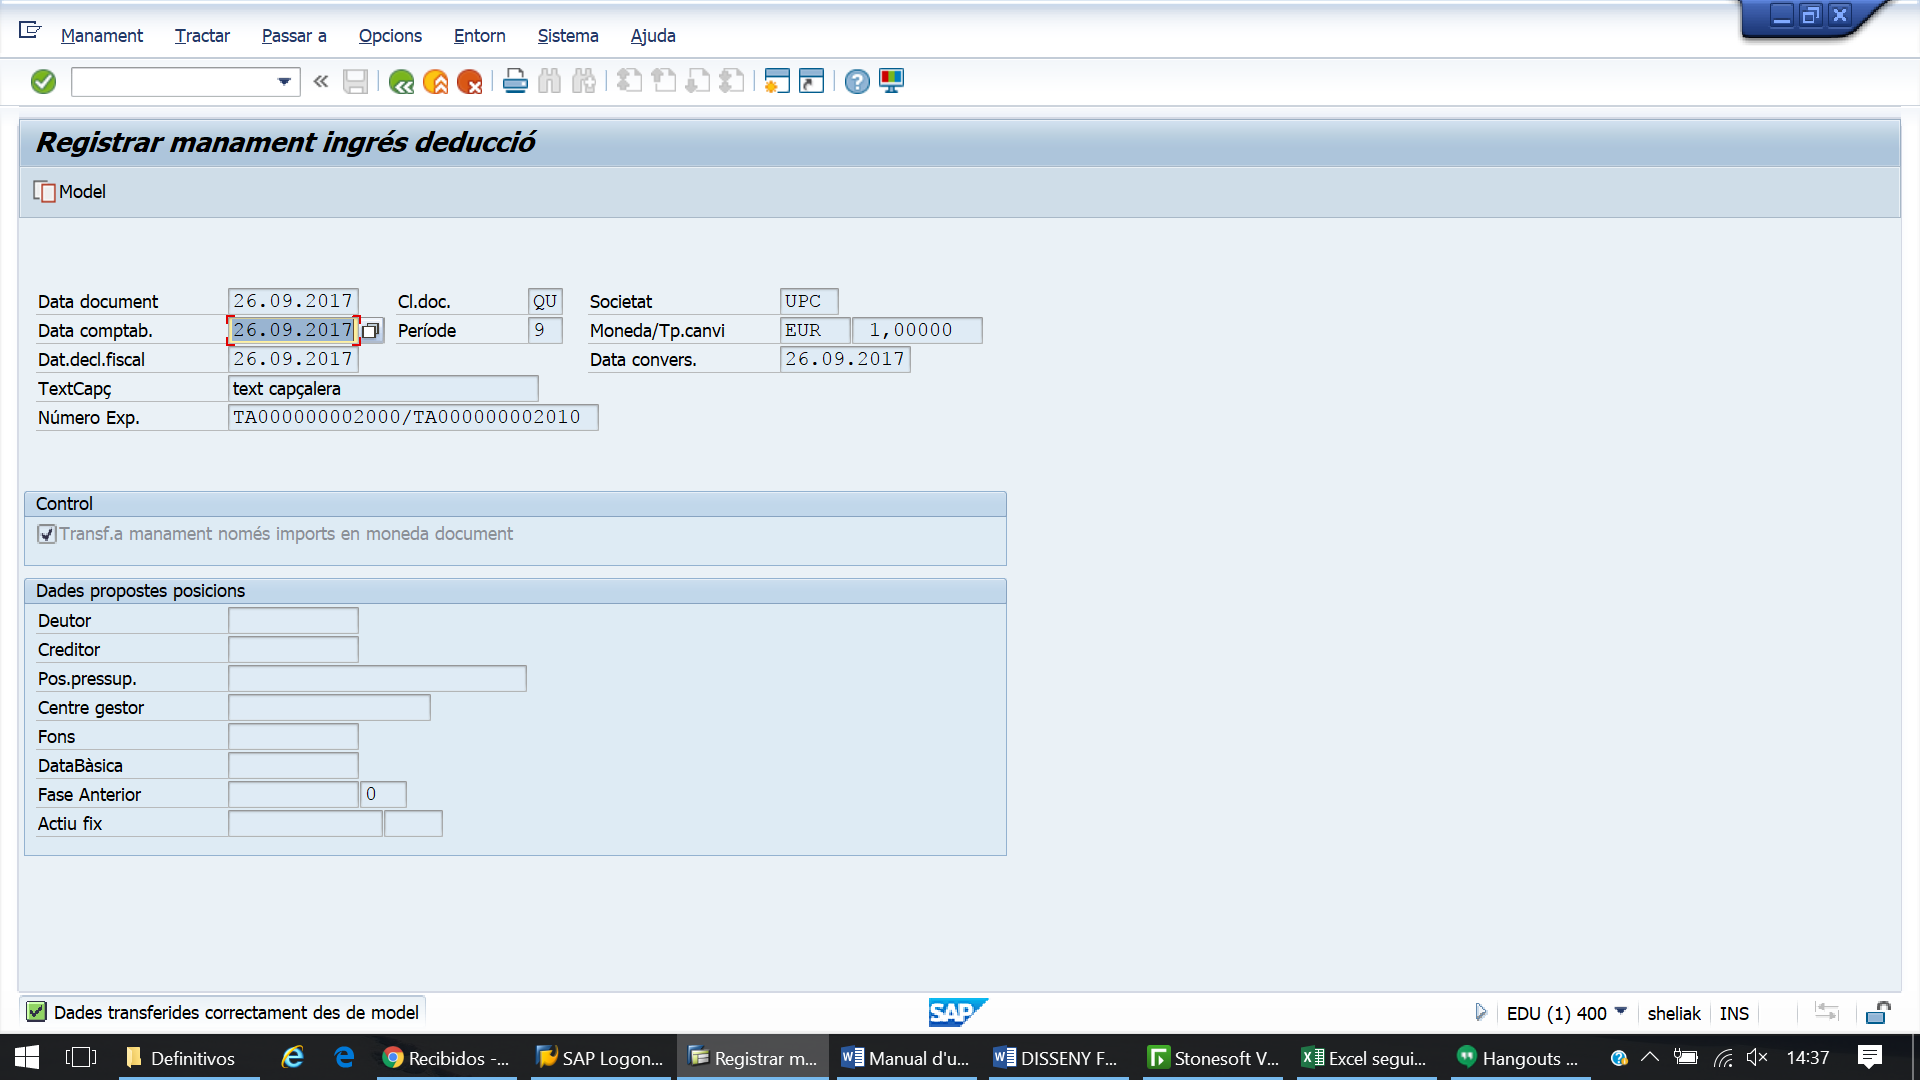 Manament Tractar Passar a Opcions Entorn Sistema Ajuda
Registrar manament ingrés deducció
Model
Data document 26.09.2017 Cl.doc. QU Societat UPC
Data comptab. 26.09.2017 Període 9 Moneda/Tp.canvi EUR 1,00000
Dat.decl.fiscal 26.09.2017 Data convers. 26.09.2017
TextCapç text capçalera
Número Exp. TA000000002000/TA000000002010
Control
Transf.a manament només imports en moneda document
Dades propostes posicions
Deutor
Creditor
Pos.pressup.
Centre gestor
Fons
DataBàsica
Fase Anterior 0
Actiu fix
Dades transferides correctament des de model SAP EDU (1) 400 sheliak INS
Definitivos Recibidos -... SAP Logon... Registrar m... Manual d'u... DISSENY F... Stonesoft V... Excel segui... Hangouts ... 14:37